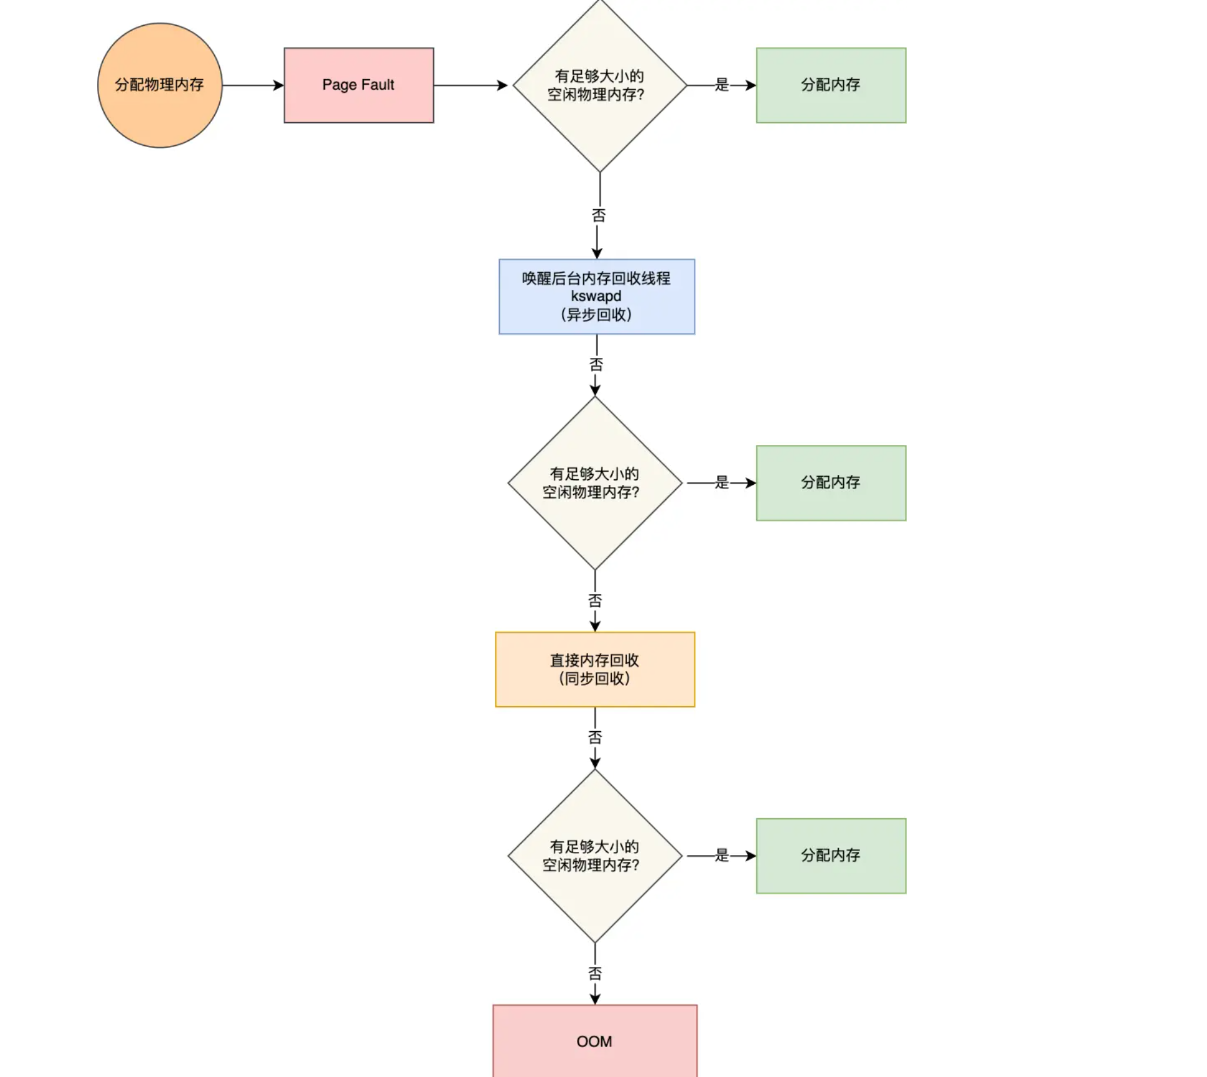 分配物理内存
Page Fault
有足够大小的
空闲物理内存?
是
分配内存
否
唤醒后台内存回收线程
kswapd
（异步回收）
否
有足够大小的
空闲物理内存?
是
分配内存
否
直接内存回收
（同步回收）
否
有足够大小的
空闲物理内存?
是
分配内存
否
OOM